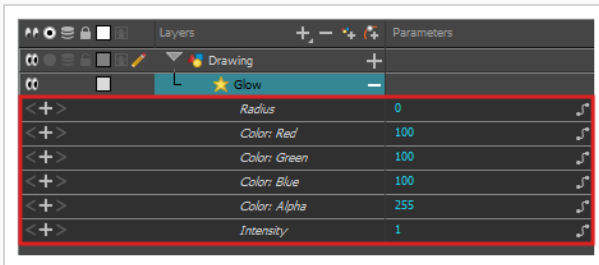 Layers Parameters
Drawing
Glow
Radius 0
Color: Red 100
Color: Green 100
Color: Blue 100
Color: Alpha 255
Intensity 1